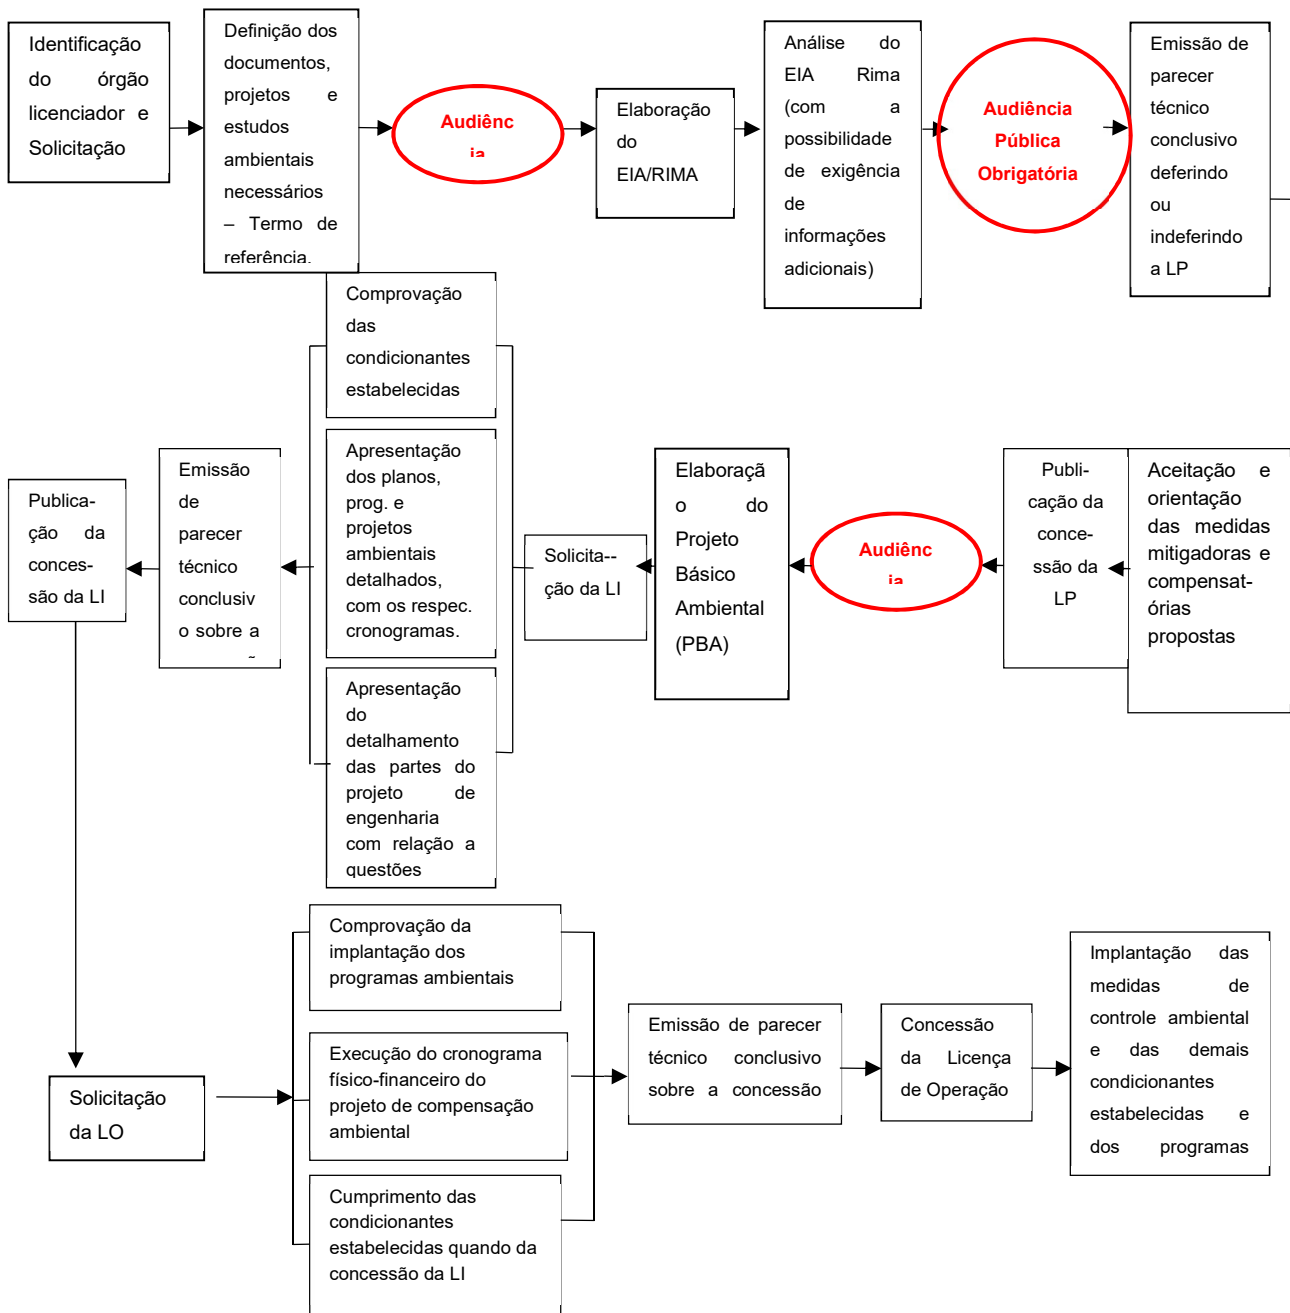 Identificação
do órgão
licenciador e
Solicitação
Definição dos
documentos,
projetos e
estudos
ambientais
necessários
– Termo de
referência.
Audiênc
ia
Elaboração
do
EIA/RIMA
Análise do
EIA Rima
(com a
possibilidade
de exigência
de
informações
adicionais)
Audiência
Pública
Obrigatória
Emissão de
parecer
técnico
conclusivo
deferindo
ou
indeferindo
a LP
Aceitação e
orientação
das medidas
mitigadoras e
compensat-
órias
propostas
Publi-
cação da
conce-
ssão da
LP
Audiênc
ia
Elaboraçã
o do
Projeto
Básico
Ambiental
(PBA)
Solicita--
ção da LI
Comprovação
das
condicionantes
estabelecidas
Apresentação
dos planos,
prog. e
projetos
ambientais
detalhados,
com os respec.
cronogramas.
Apresentação
do
detalhamento
das partes do
projeto de
engenharia
com relação a
questões
Emissão
de
parecer
técnico
conclusiv
o sobre a
Publica-
ção da
conces-
são da LI
Solicitação
da LO
Comprovação da
implantação dos
programas ambientais
Execução do cronograma
físico-financeiro do
projeto de compensação
ambiental
Cumprimento das
condicionantes
estabelecidas quando da
concessão da LI
Emissão de parecer
técnico conclusivo
sobre a concessão
Concessão
da Licença
de Operação
Implantação das
medidas de
controle ambiental
e das demais
condicionantes
estabelecidas e
dos programas